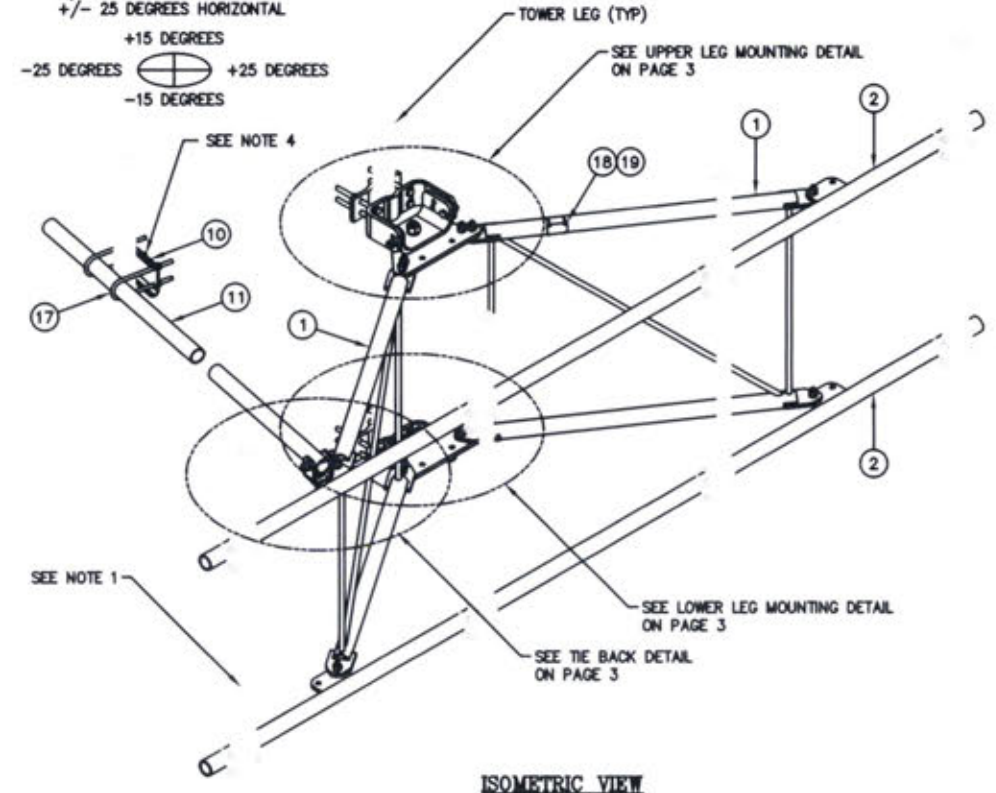 +/- 25 DEGREES HORIZONTAL
+15 DEGREES
-25 DEGREES
+25 DEGREES
-15 DEGREES
TOWER LEG (TYP)
SEE UPPER LEG MOUNTING DETAIL
ON PAGE 3
SEE NOTE 4
1
2
18 19
10
11
17
1
2
SEE NOTE 1
SEE LOWER LEG MOUNTING DETAIL
ON PAGE 3
SEE TIE BACK DETAIL
ON PAGE 3
ISOMETRIC VIEW